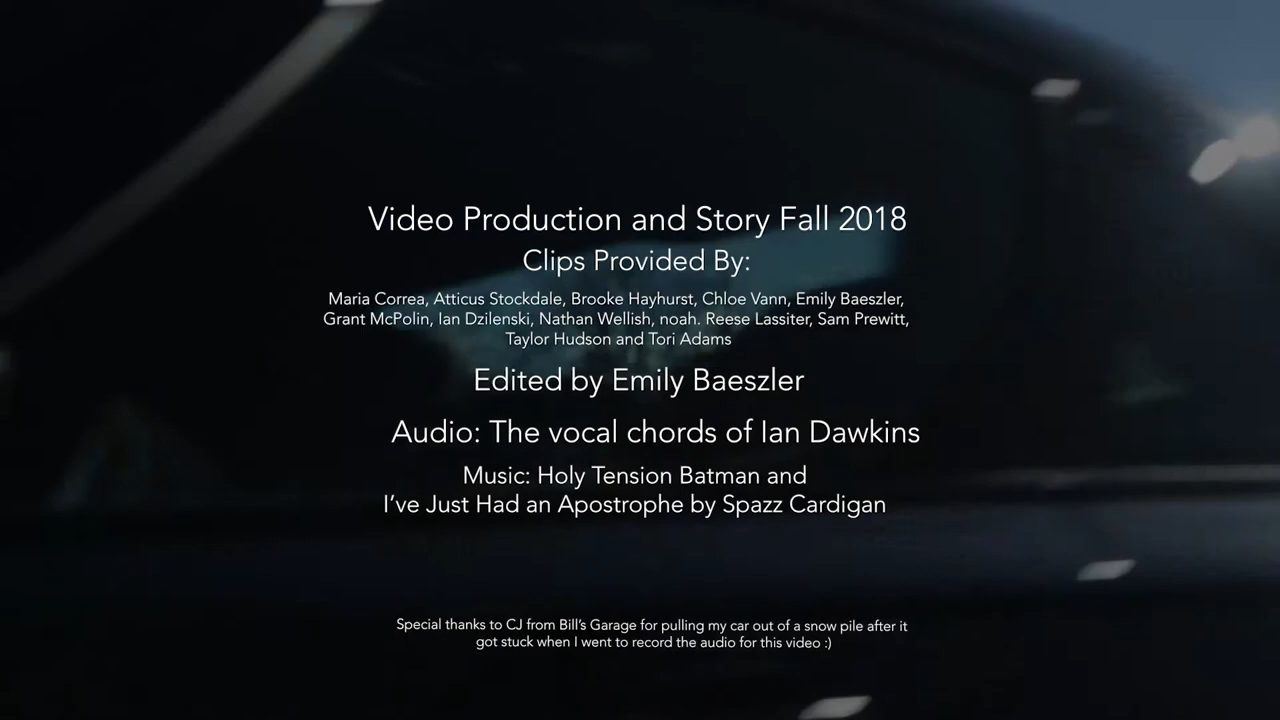 Video Production and Story Fall 2018
Clips Provided By:
Maria Correa, Atticus Stockdale, Brooke Hayhurst, Chloe Vann, Emily Baeszler,
Grant McPolin, Ian Dzilenski, Nathan Wellish, noah. Reese Lassiter, Sam Prewitt,
Taylor Hudson and Tori Adams
Edited by Emily Baeszler
Audio: The vocal chords of Ian Dawkins
Music: Holy Tension Batman and
I've Just Had an Apostrophe by Spazz Cardigan
Special thanks to CJ from Bill's Garage for pulling my car out of a snow pile after it
got stuck when I went to record the audio for this video :)